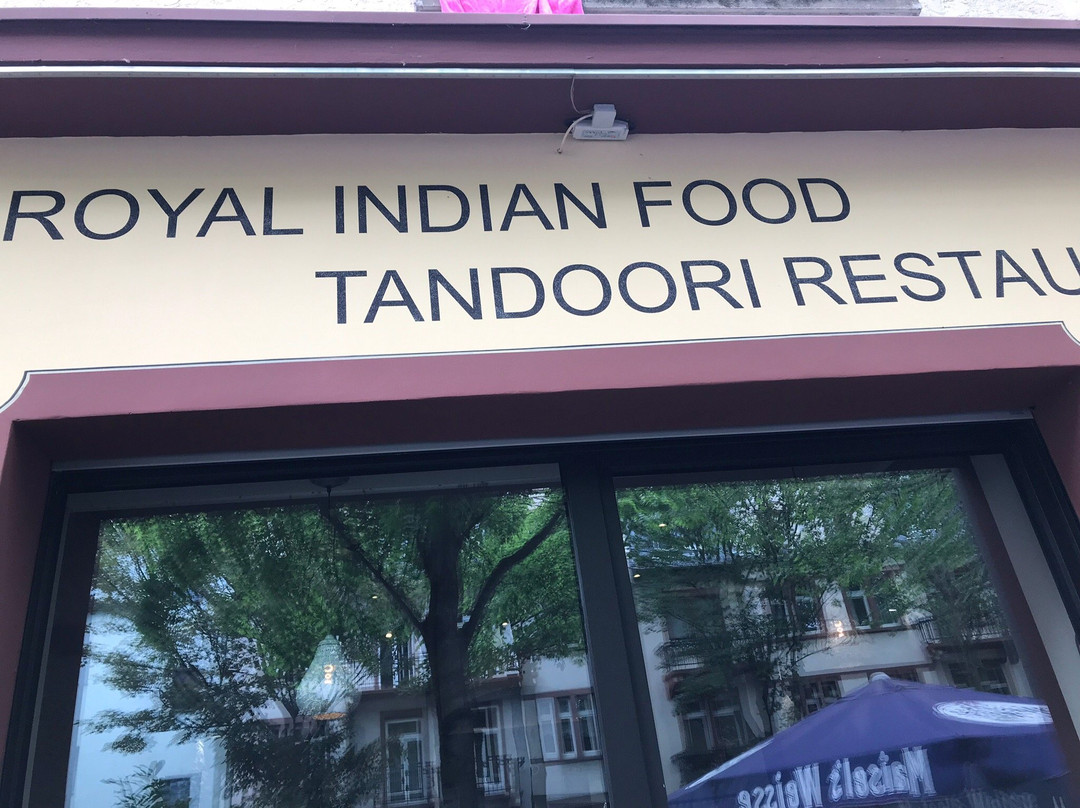 ROYAL INDIAN FOOD
TANDOORI RESTAU
Maisel's Weisse